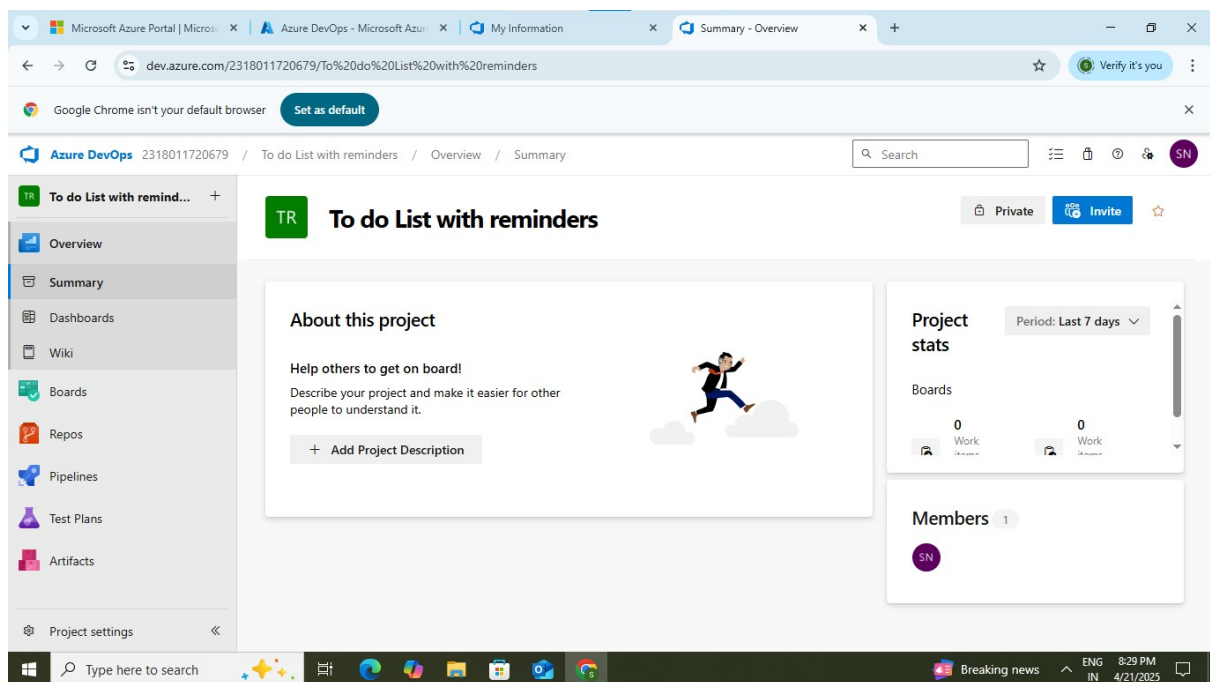 Microsoft Azure Portal | Microsc
Azure DevOps - Microsoft Azur
My Information
Summary - Overview
dev.azure.com/2318011720679/To%20do%20List%20with%20reminders
Verify it's you
Google Chrome isn't your default browser
Set as default
Azure DevOps 2318011720679 / To do List with reminders / Overview / Summary
Search
SN
TR To do List with remind... +
TR To do List with reminders
Private
Invite
Overview
Summary
Dashboards
Wiki
Boards
Repos
Pipelines
Test Plans
Artifacts
Project settings
About this project
Help others to get on board!
Describe your project and make it easier for other
people to understand it.
+ Add Project Description
Project
stats
Period: Last 7 days
Boards
0
Work
items
0
Work
items
Members 1
SN
Type here to search
Breaking news
ENG
IN
8:29 PM
4/21/2025